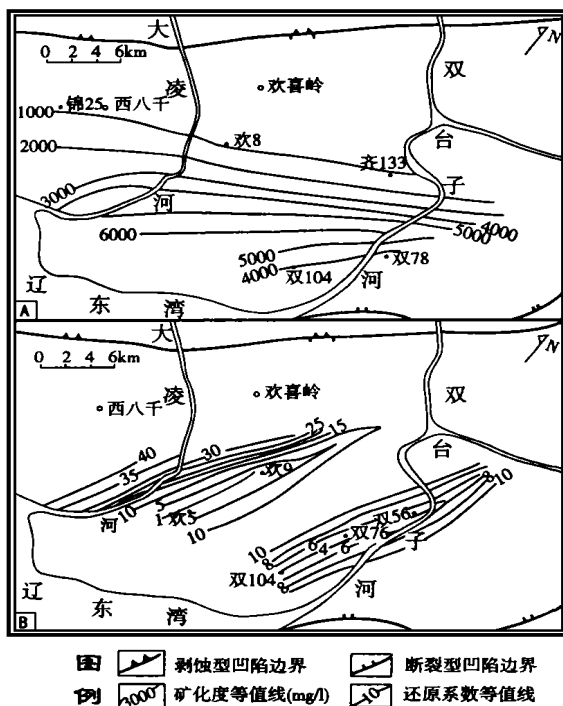 大
双
N
0 2 4 6km
凌
欢喜岭
锦25
西八千
1000
欢8
台
2000
齐133
子
3000
河
4000
5000
6000
5000
4000
双78
双104
河
辽
东
湾
A
大
双
N
0 2 4 6km
凌
欢喜岭
西八千
台
25
15
40
30
35
欢9
10
8
5
10
1
欢5
河
10
双56
10
8
6
4
双76
6
子
双104
8
河
辽
东
湾
B
图
例
剥蚀型凹陷边界
断裂型凹陷边界
3000
矿化度等值线(mg/l)
10
还原系数等值线